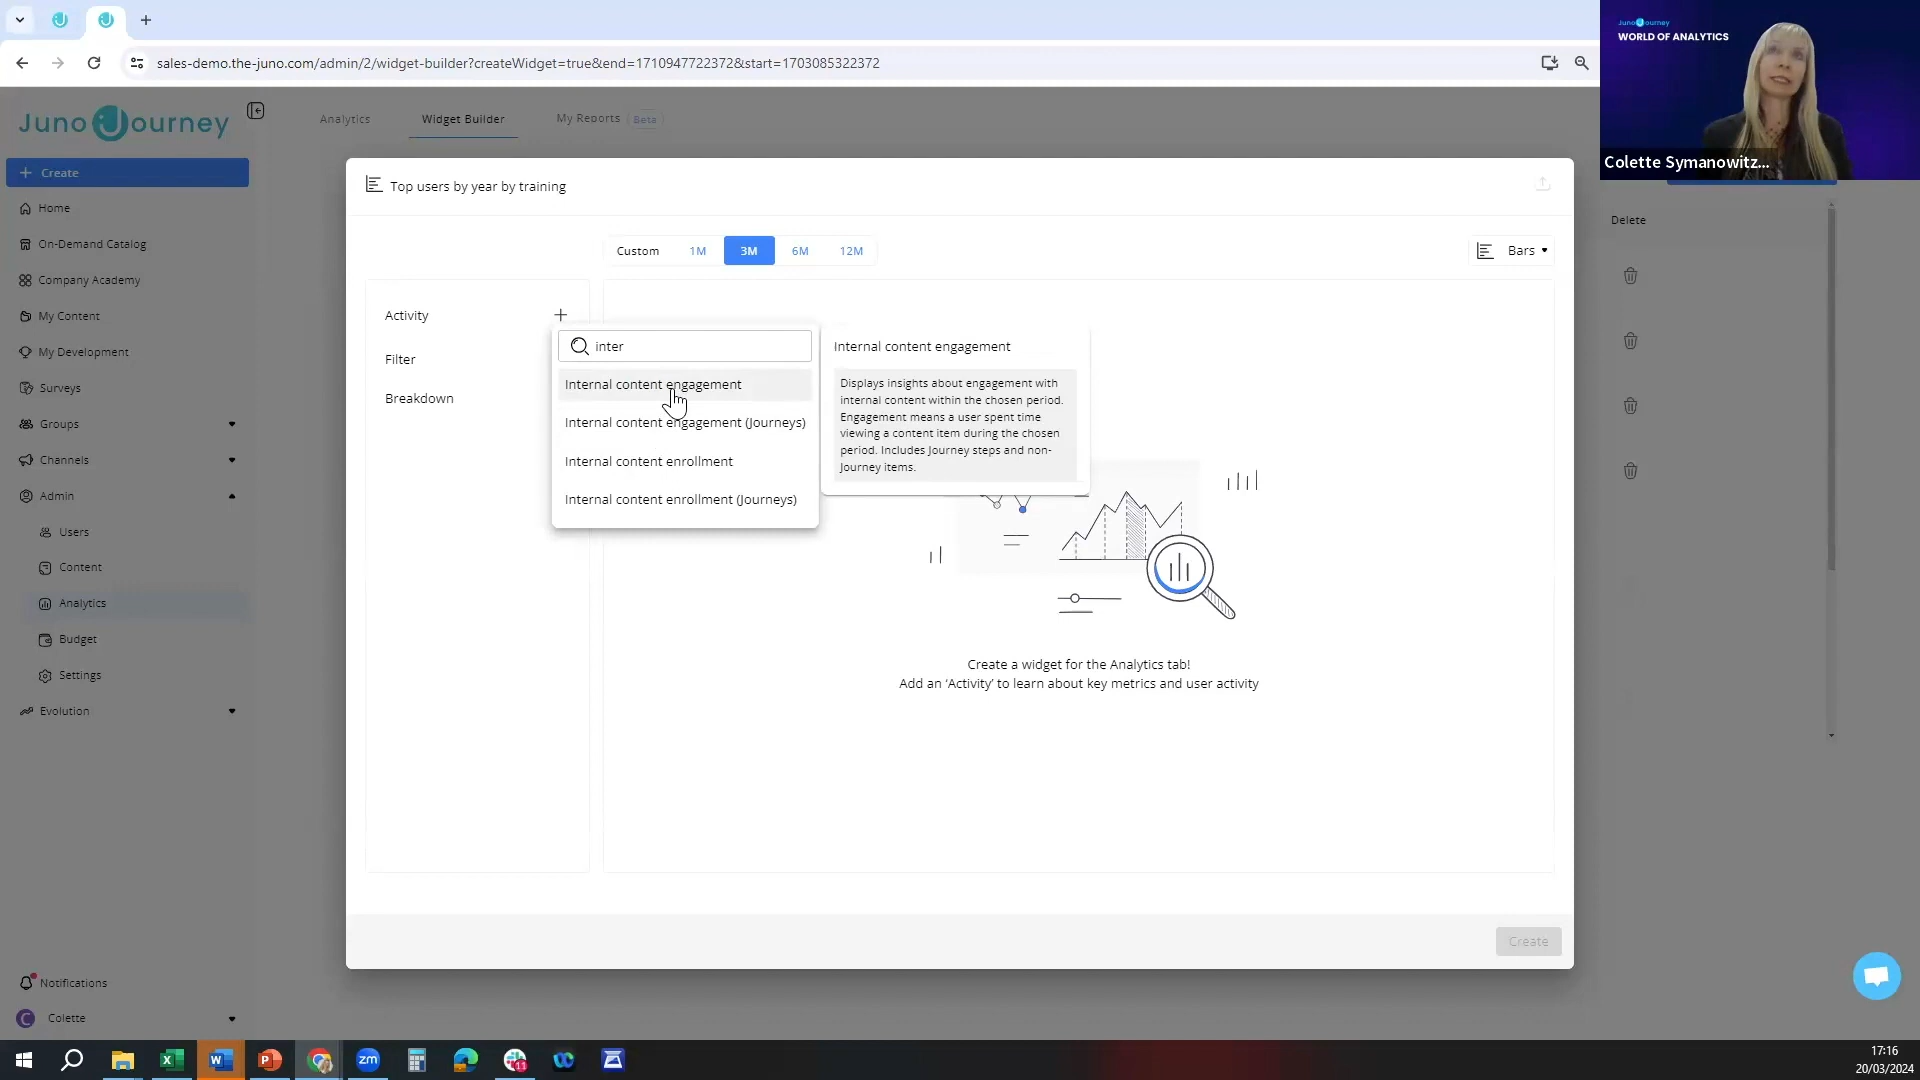 sales-demo.the-juno.com/admin/2/widget-builder?createWidget=true&end=1710947722372&start=1703085322372
JunoJourney
WORLD OF ANALYTICS
Colette Symanowitz...
Juno Journey
Analytics
Widget Builder
My Reports Beta
Create
Home
On-Demand Catalog
Company Academy
My Content
My Development
Surveys
Groups
Channels
Admin
Users
Content
Analytics
Budget
Settings
Evolution
Notifications
C Colette
Top users by year by training
Custom 1M 3M 6M 12M
Bars
Delete
Activity
Filter
Breakdown
inter
Internal content engagement
Internal content engagement (Journeys)
Internal content enrollment
Internal content enrollment (Journeys)
Internal content engagement
Displays insights about engagement with
internal content within the chosen period.
Engagement means a user spent time
viewing a content item during the chosen
period. Includes Journey steps and non-
Journey items.
Create a widget for the Analytics tab!
Add an ‘Activity’ to learn about key metrics and user activity
Create
zm
11
17:16
20/03/2024